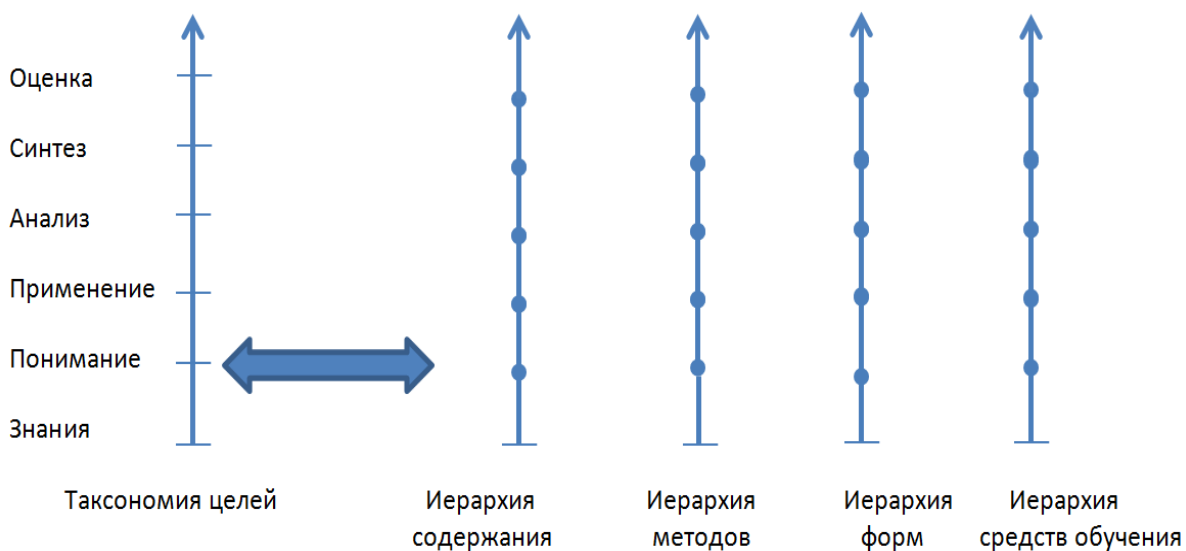 Оценка
Синтез
Анализ
Применение
Понимание
Знания
Таксономия целей
Иерархия
содержания
Иерархия
методов
Иерархия
форм
Иерархия
средств обучения